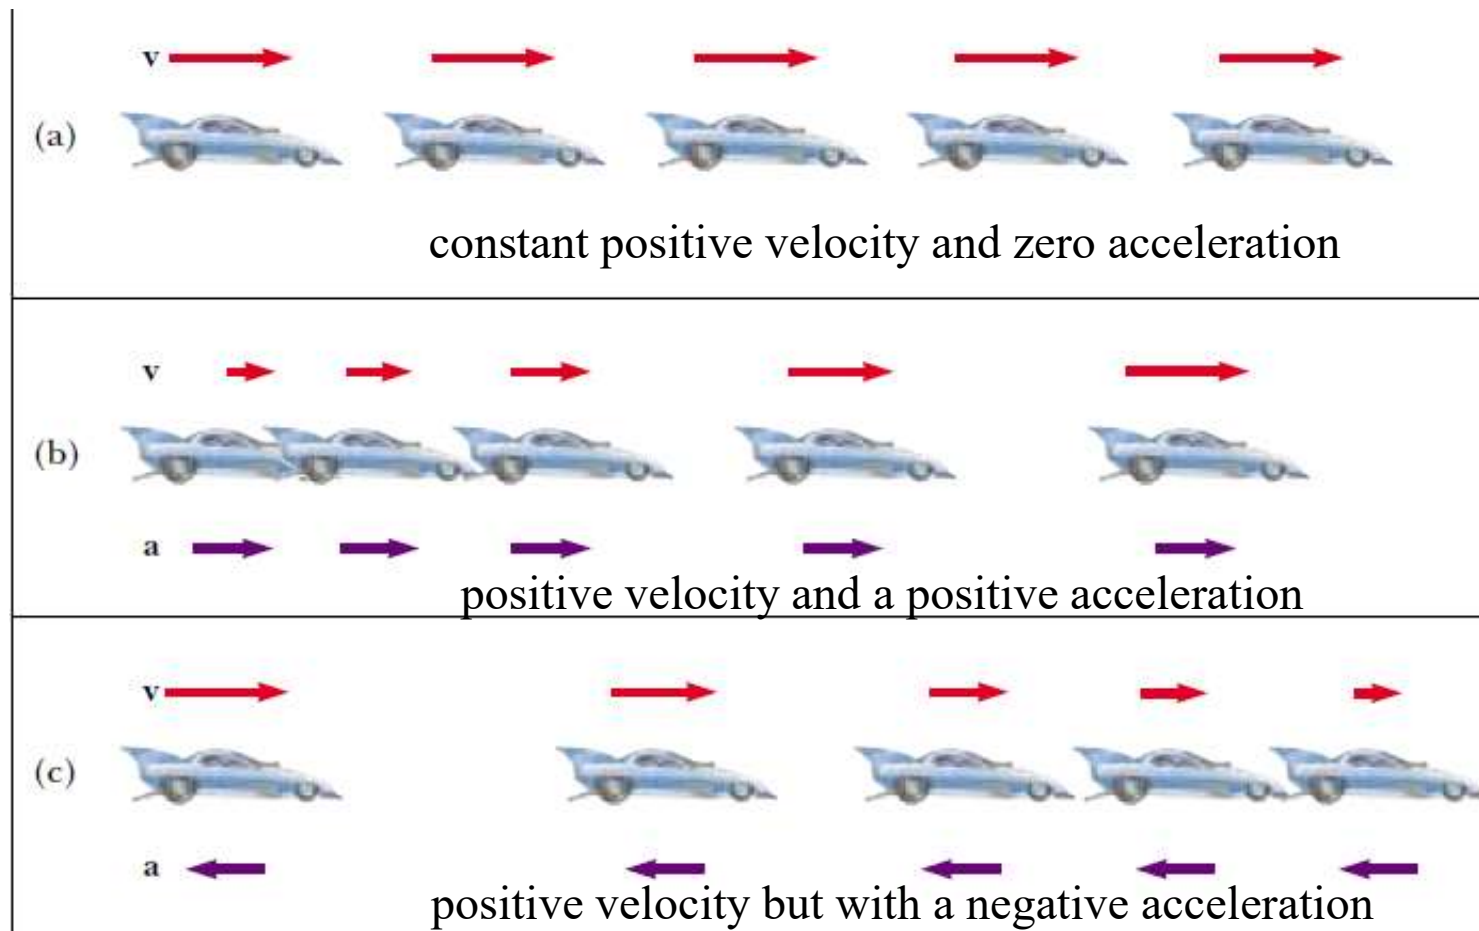 v
(a)
constant positive velocity and zero acceleration
v
(b)
a
positive velocity and a positive acceleration
v
(c)
a
positive velocity but with a negative acceleration